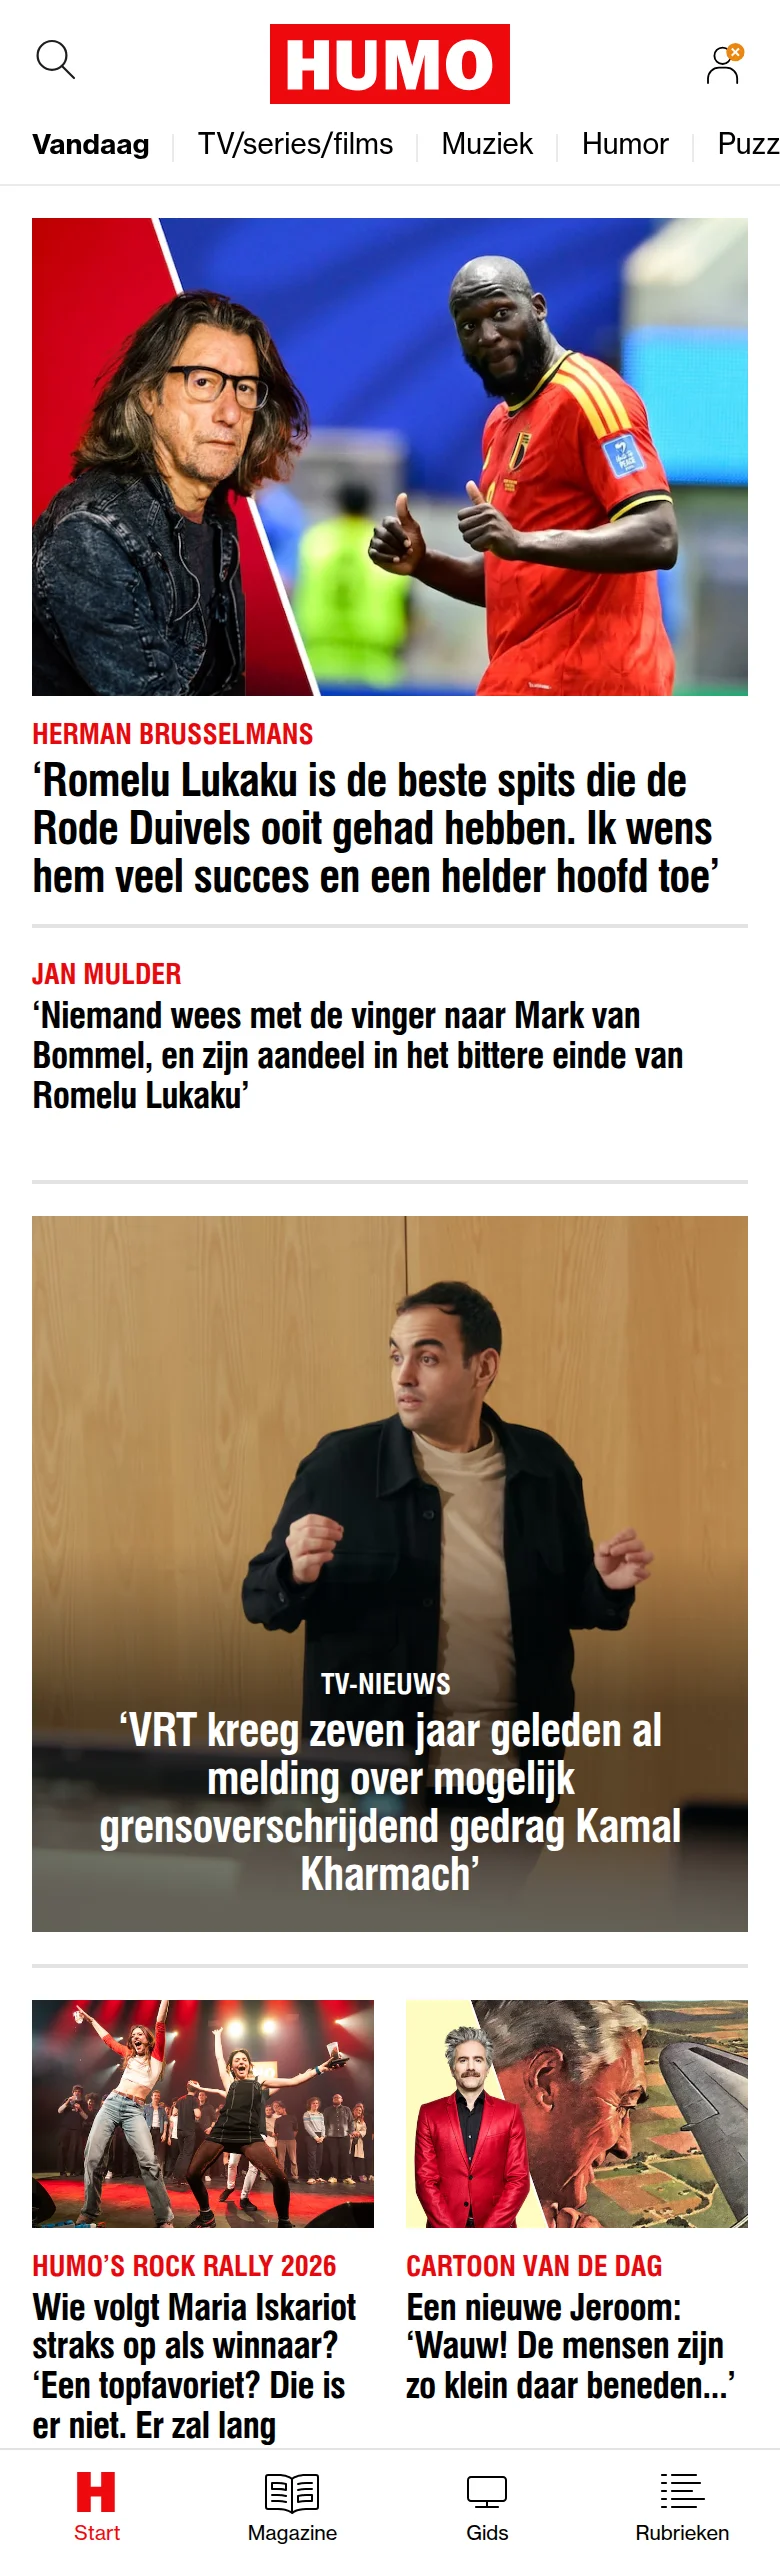 HUMO
Vandaag
TV/series/films
Muziek
Humor
Puzz
HERMAN BRUSSELMANS
‘Romelu Lukaku is de beste spits die de
Rode Duivels ooit gehad hebben. Ik wens
hem veel succes en een helder hoofd toe’
JAN MULDER
‘Niemand wees met de vinger naar Mark van
Bommel, en zijn aandeel in het bittere einde van
Romelu Lukaku’
TV-NIEUWS
‘VRT kreeg zeven jaar geleden al
melding over mogelijk
grensoverschrijdend gedrag Kamal
Kharmach’
HUMO’S ROCK RALLY 2026
Wie volgt Maria Iskariot
straks op als winnaar?
‘Een topfavoriet? Die is
er niet. Er zal lang
CARTOON VAN DE DAG
Een nieuwe Jeroom:
‘Wauw! De mensen zijn
zo klein daar beneden...’
H
Start
Magazine
Gids
Rubrieken